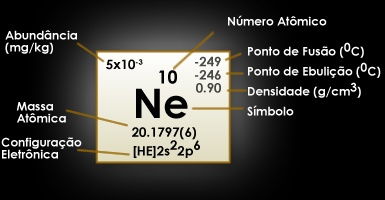 Número Atômico
Abundância
(mg/kg)
Ponto de Fusão (⁰C)
Ponto de Ebulição (⁰C)
Densidade (g/cm³)
Símbolo
Massa
Atômica
Configuração
Eletrônica
5x10⁻³
-249
-246
0.90
10
Ne
20.1797(6)
[HE]2s²2p⁶